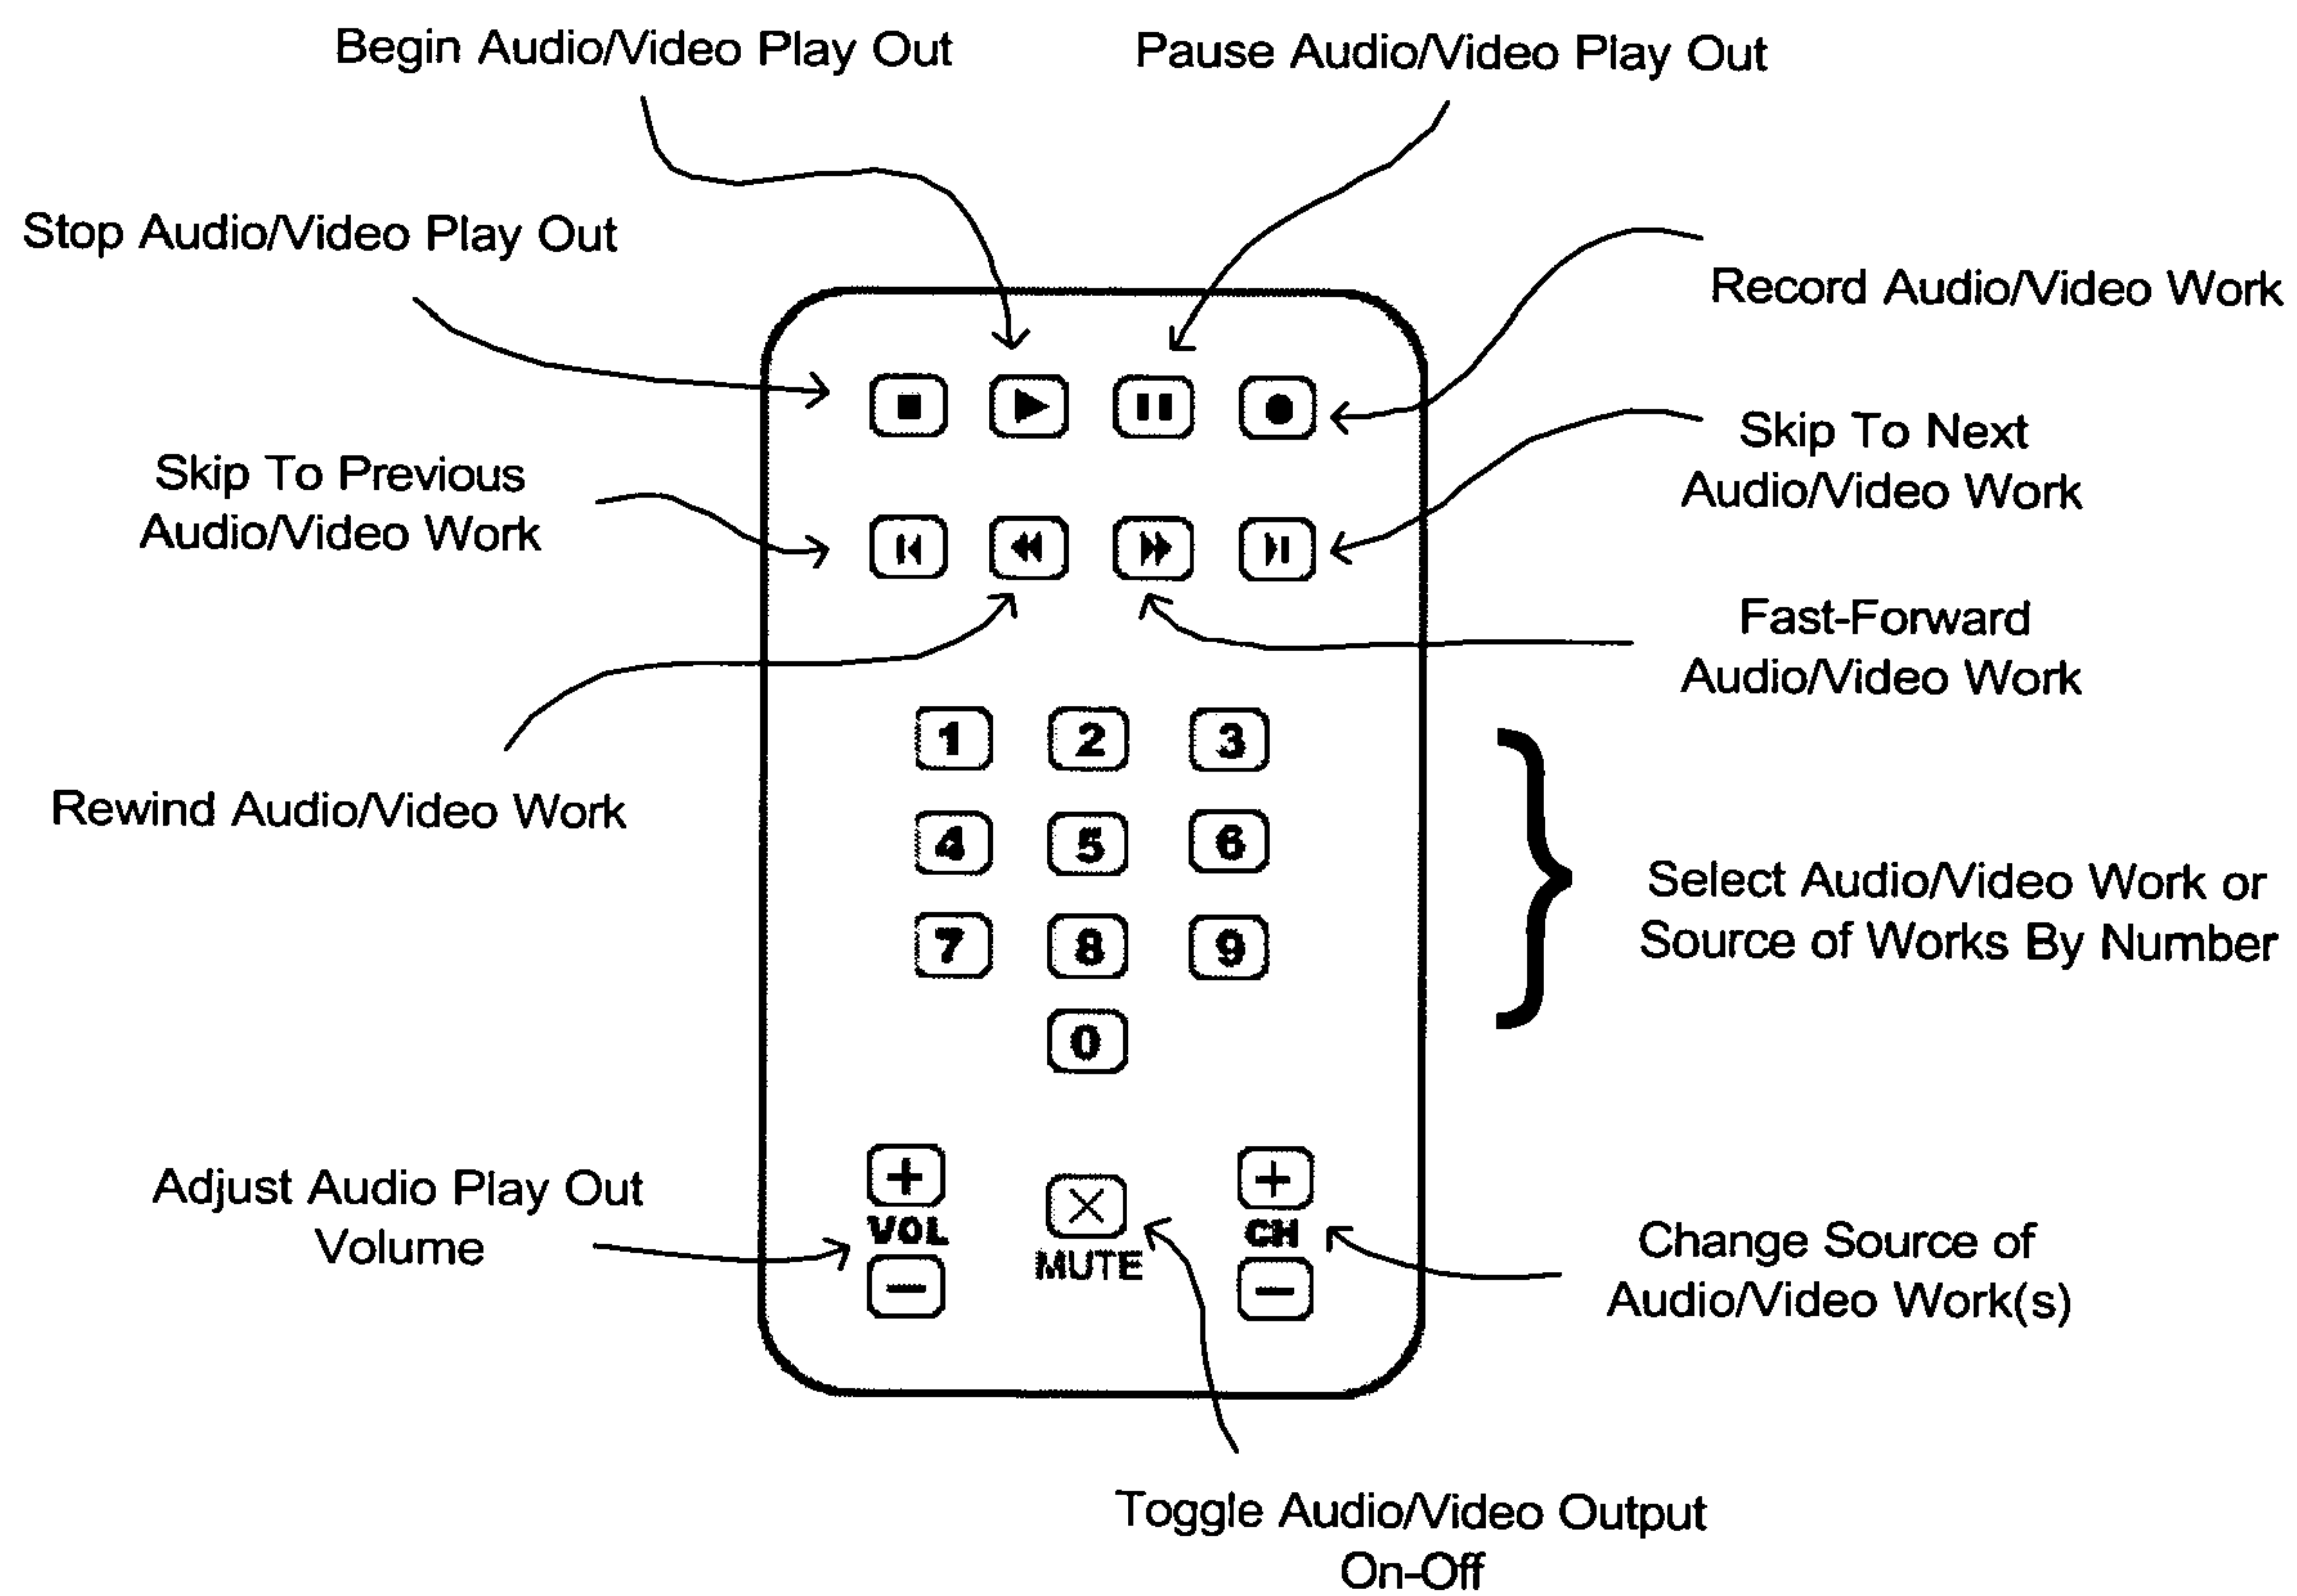 Begin Audio/Video Play Out
Pause Audio/Video Play Out
Stop Audio/Video Play Out
Record Audio/Video Work
Skip To Next
Audio/Video Work
Skip To Previous
Audio/Video Work
Fast-Forward
Audio/Video Work
Rewind Audio/Video Work
1 2 3
4 5 6
7 8 9
0
Select Audio/Video Work or
Source of Works By Number
Adjust Audio Play Out
Volume
+
VOL
−
×
MUTE
+
CH
−
Change Source of
Audio/Video Work(s)
Toggle Audio/Video Output
On-Off